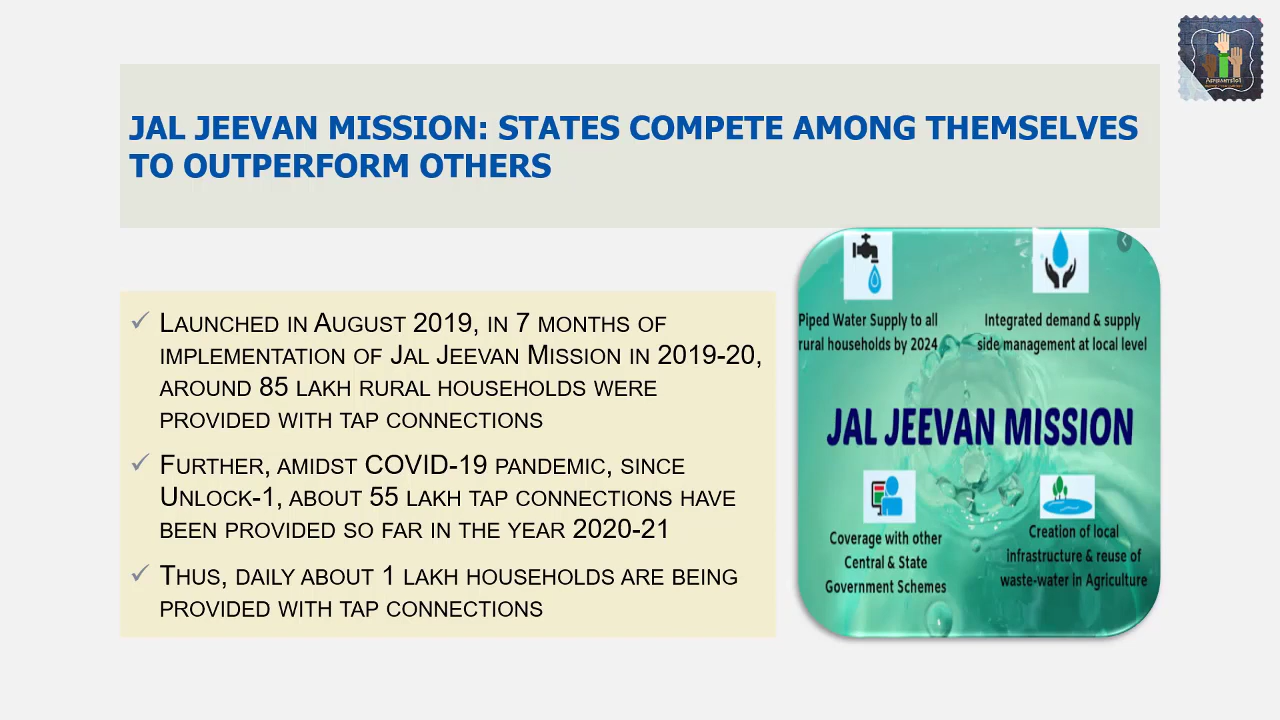 JAL JEEVAN MISSION: STATES COMPETE AMONG THEMSELVES
TO OUTPERFORM OTHERS
✓ LAUNCHED IN AUGUST 2019, IN 7 MONTHS OF
IMPLEMENTATION OF JAL JEEVAN MISSION IN 2019-20,
AROUND 85 LAKH RURAL HOUSEHOLDS WERE
PROVIDED WITH TAP CONNECTIONS
✓ FURTHER, AMIDST COVID-19 PANDEMIC, SINCE
UNLOCK-1, ABOUT 55 LAKH TAP CONNECTIONS HAVE
BEEN PROVIDED SO FAR IN THE YEAR 2020-21
✓ THUS, DAILY ABOUT 1 LAKH HOUSEHOLDS ARE BEING
PROVIDED WITH TAP CONNECTIONS
Piped Water Supply to all
rural households by 2024
Integrated demand & supply
side management at local level
JAL JEEVAN MISSION
Coverage with other
Central & State
Government Schemes
Creation of local
infrastructure & reuse of
waste-water in Agriculture